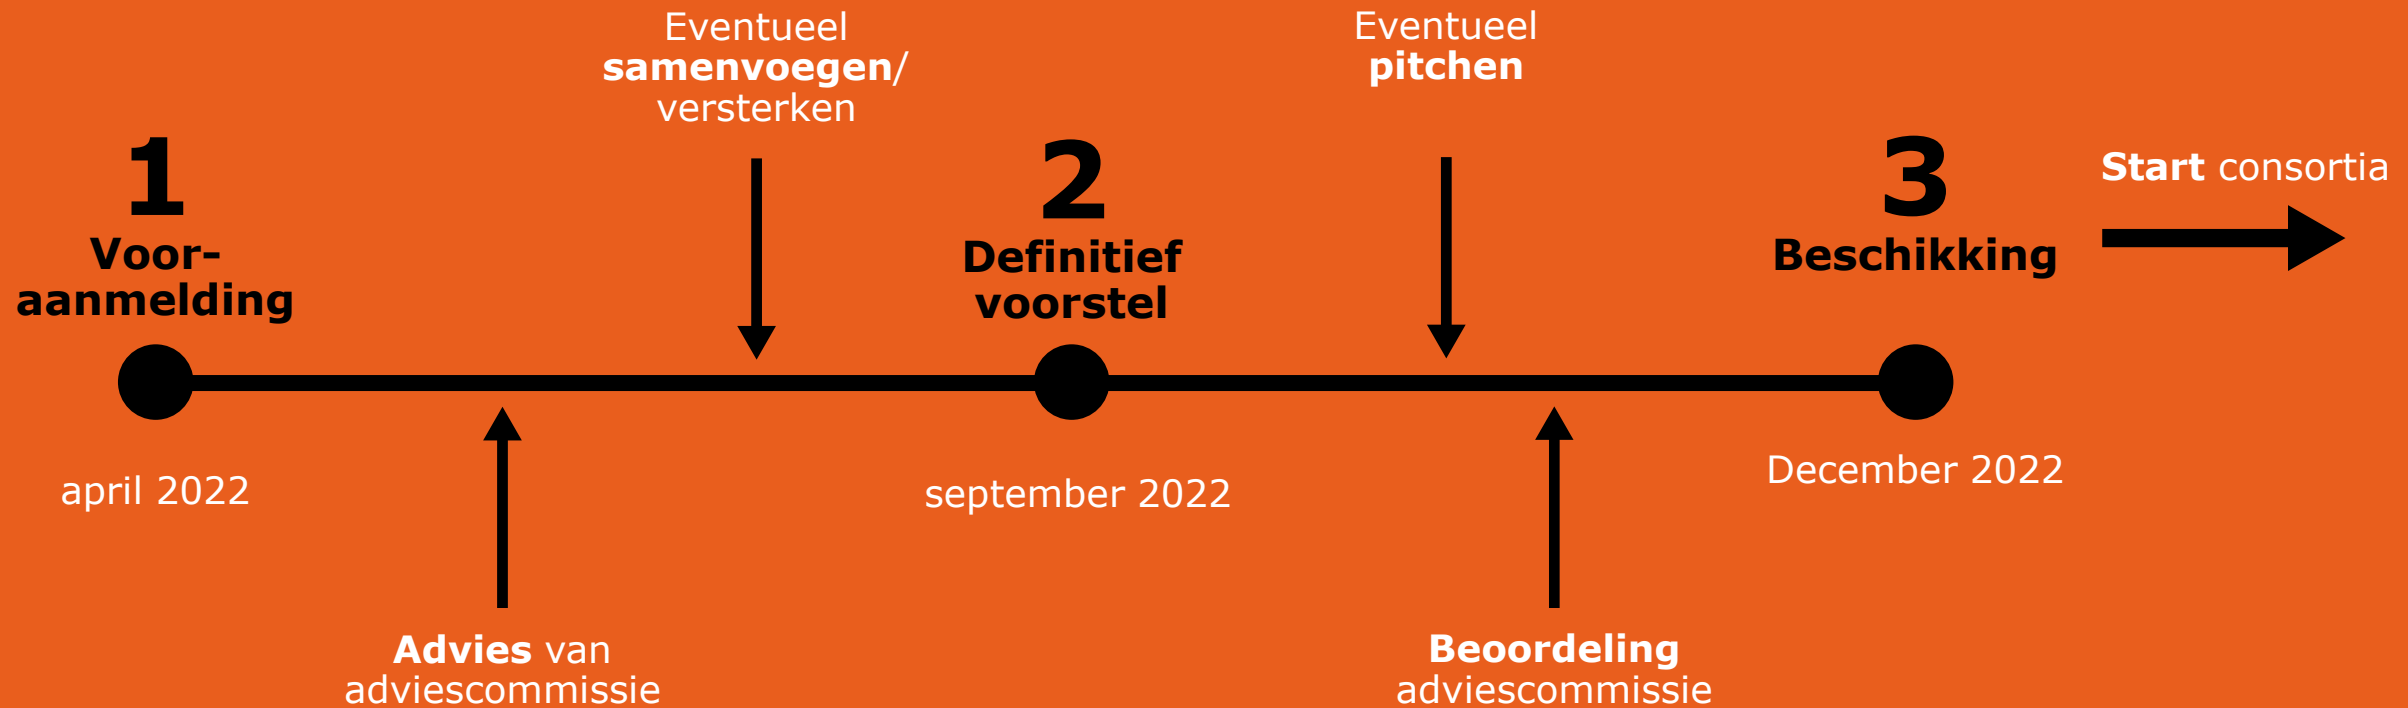 Eventueel
samenvoegen/
versterken
Eventueel
pitchen
1
Voor-
aanmelding
2
Definitief
voorstel
3
Beschikking
Start consortia
april 2022
september 2022
December 2022
Advies van
adviescommissie
Beoordeling
adviescommissie